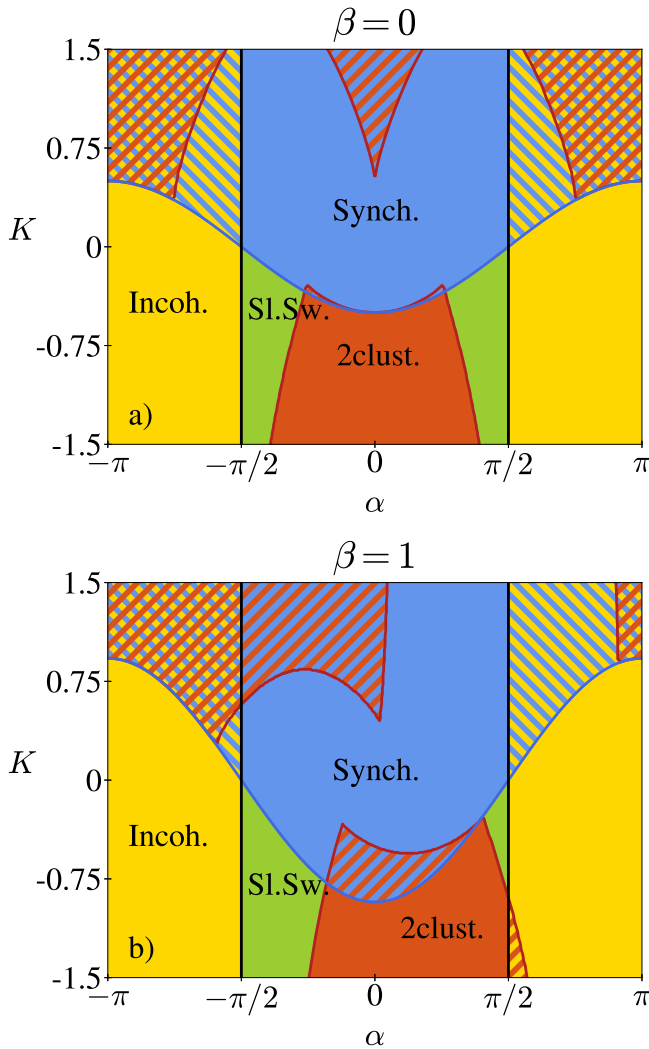 β = 0
1.5
0.75
0
-0.75
-1.5
K
Synch.
Incoh.
Sl.Sw.
2clust.
a)
−π
−π/2
0
π/2
π
α
β = 1
1.5
0.75
0
-0.75
-1.5
K
Synch.
Incoh.
Sl.Sw.
2clust.
b)
−π
−π/2
0
π/2
π
α